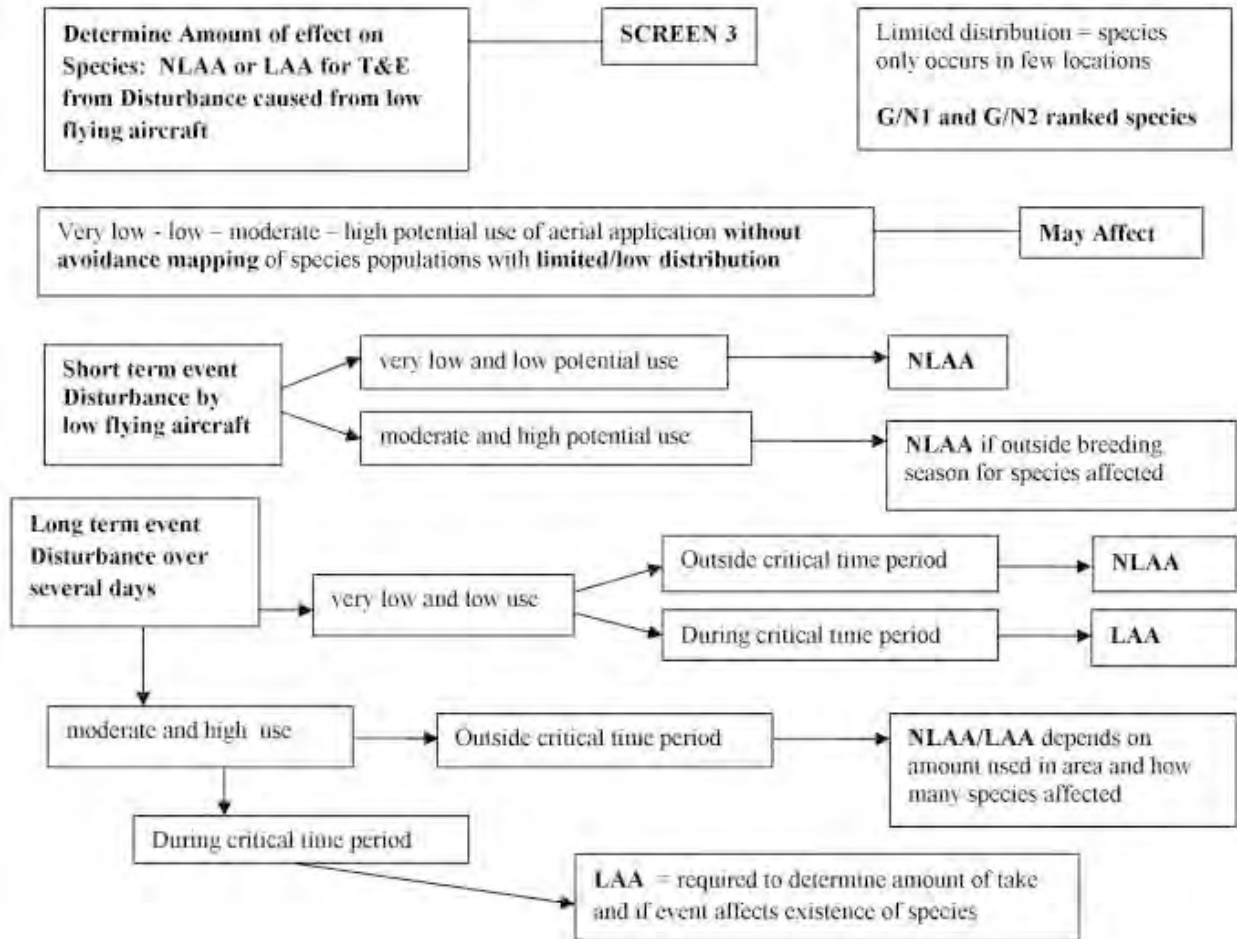 Determine Amount of effect on
Species: NLAA or LAA for T&E
from Disturbance caused from low
flying aircraft
SCREEN 3
Limited distribution = species
only occurs in few locations
G/N1 and G/N2 ranked species
Very low - low – moderate – high potential use of aerial application without
avoidance mapping of species populations with limited/low distribution
May Affect
Short term event
Disturbance by
low flying aircraft
very low and low potential use
NLAA
moderate and high potential use
NLAA if outside breeding
season for species affected
Long term event
Disturbance over
several days
very low and low use
Outside critical time period
NLAA
During critical time period
LAA
moderate and high use
Outside critical time period
NLAA/LAA depends on
amount used in area and how
many species affected
During critical time period
LAA = required to determine amount of take
and if event affects existence of species